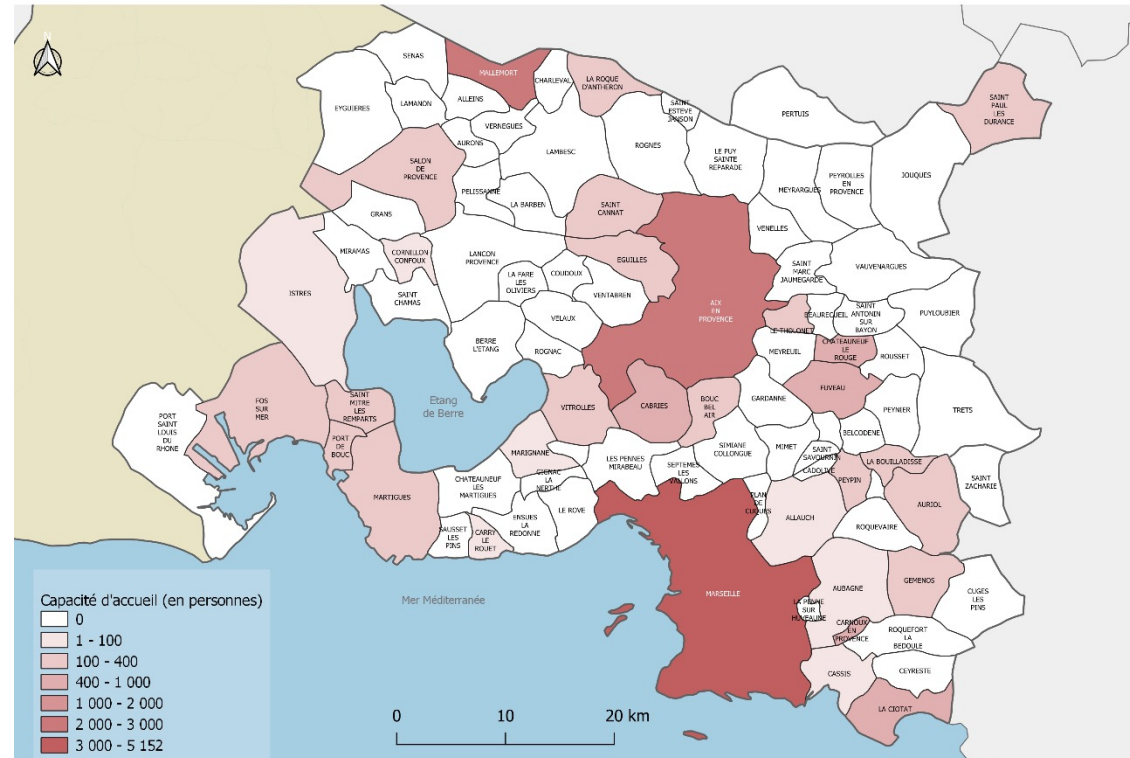 N
SENAS
MALLEMORT
CHARLEVAL
LA ROQUE
D'ANTHERON
SAINT
PAUL
LES
DURANCE
EYGUIERES
LAMANON
ALLEINS
SAINT
ESTEVE
JANSON
PERTUIS
VERNEGUES
AURONS
LAMBESC
ROGNES
LE PUY
SAINTE
REPARADE
SALON
DE
PROVENCE
MEYRARGUES
PEYROLLES
EN
PROVENCE
JOUQUES
PELISSANNE
LA BARBEN
SAINT
CANNAT
GRANS
VENELLES
MIRAMAS
CORNILLON
CONFOUX
LANCON
PROVENCE
EGUILLES
SAINT
MARC
JAUMEGARDE
VAUVENARGUES
LA FARE
LES
OLIVIERS
COUDOUX
VENTABREN
ISTRES
SAINT
CHAMAS
AIX
EN
PROVENCE
BEAURECUEIL
SAINT
ANTONIN
SUR
BAYON
PUYLOUBIER
VELAUX
LE THOLONET
BERRE
L'ETANG
ROGNAC
MEYREUIL
CHATEAUNEUF
LE
ROUGE
ROUSSET
FUVEAU
Etang
de Berre
FOS
SUR
MER
SAINT
MITRE
LES
REMPARTS
VITROLLES
CABRIES
BOUC
BEL
AIR
GARDANNE
PEYNIER
TRETS
PORT
SAINT
LOUIS
DU
RHONE
PORT
DE
BOUC
BELCODENE
MARIGNANE
LES PENNES
MIRABEAU
SIMIANE
COLLONGUE
MIMET
SAINT
SAVOURNIN
CADOLIVE
LA BOUILLADISSE
GIGNAC
LA
NERTHE
SEPTEMES
LES
VALLONS
PEYPIN
SAINT
ZACHARIE
CHATEAUNEUF
LES
MARTIGUES
MARTIGUES
PLAN
DE
CUQUES
AURIOL
LE ROVE
ALLAUCH
ROQUEVAIRE
ENSUES
LA
REDONNE
SAUSSET
LES
PINS
CARRY
LE
ROUET
GEMENOS
AUBAGNE
CUGES
LES
PINS
MARSEILLE
LA PENNE
SUR
HUVEAUNE
CARNOUX
EN
PROVENCE
ROQUEFORT
LA
BEDOULE
CASSIS
CEYRESTE
LA CIOTAT
Mer Méditerranée
Capacité d'accueil (en personnes)
0
1 - 100
100 - 400
400 - 1 000
1 000 - 2 000
2 000 - 3 000
3 000 - 5 152
0 10 20 km